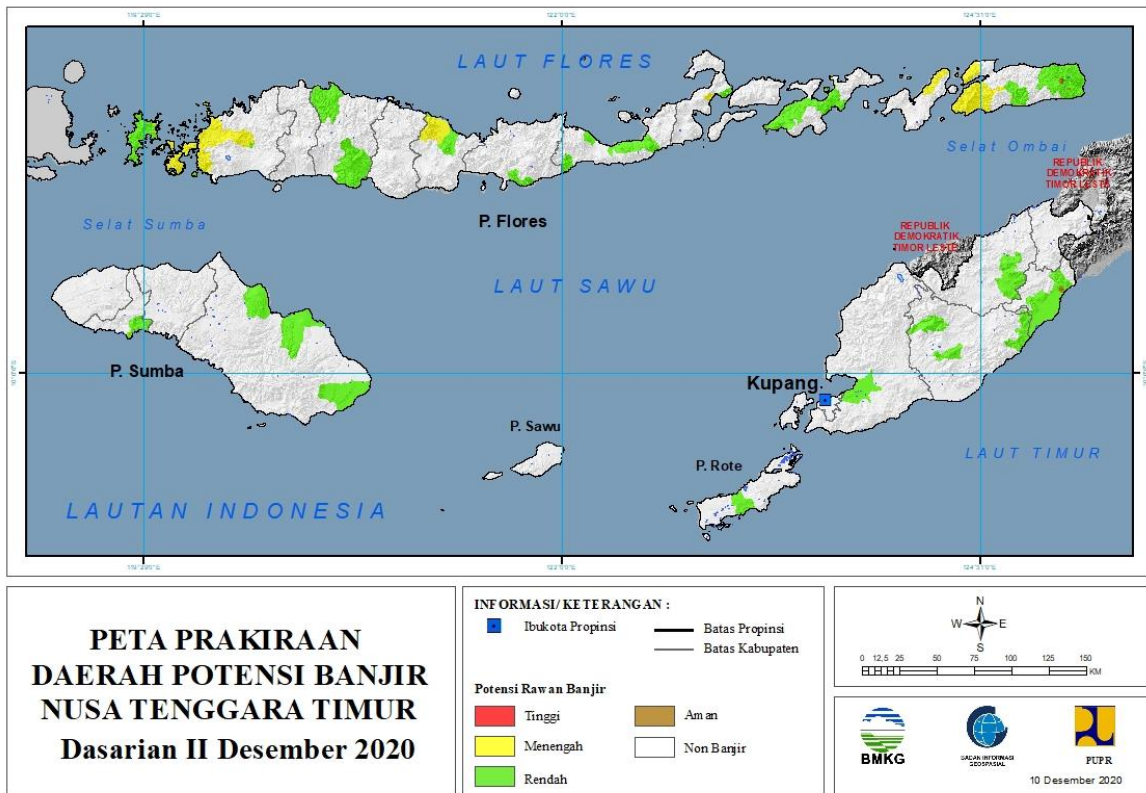 LAUT FLORES
Selat Ombai
REPUBLIK
DEMOKRATIK
TIMOR LESTE
Selat Sumba
P. Flores
REPUBLIK
DEMOKRATIK
TIMOR LESTE
LAUT SAWU
P. Sumba
Kupang.
P. Sawu
P. Rote
LAUT TIMUR
LAUTAN INDONESIA
PETA PRAKIRAAN
DAERAH POTENSI BANJIR
NUSA TENGGARA TIMUR
Dasarian II Desember 2020
INFORMASI/ KETERANGAN :
Ibukota Propinsi
Batas Propinsi
Batas Kabupaten
Potensi Rawan Banjir
Tinggi
Aman
Menengah
Non Banjir
Rendah
N
W E
S
0 12,5 25 50 75 100 125 150
KM
BMKG
BADAN INFORMASI
GEOSPASIAL
PUPR
10 Desember 2020